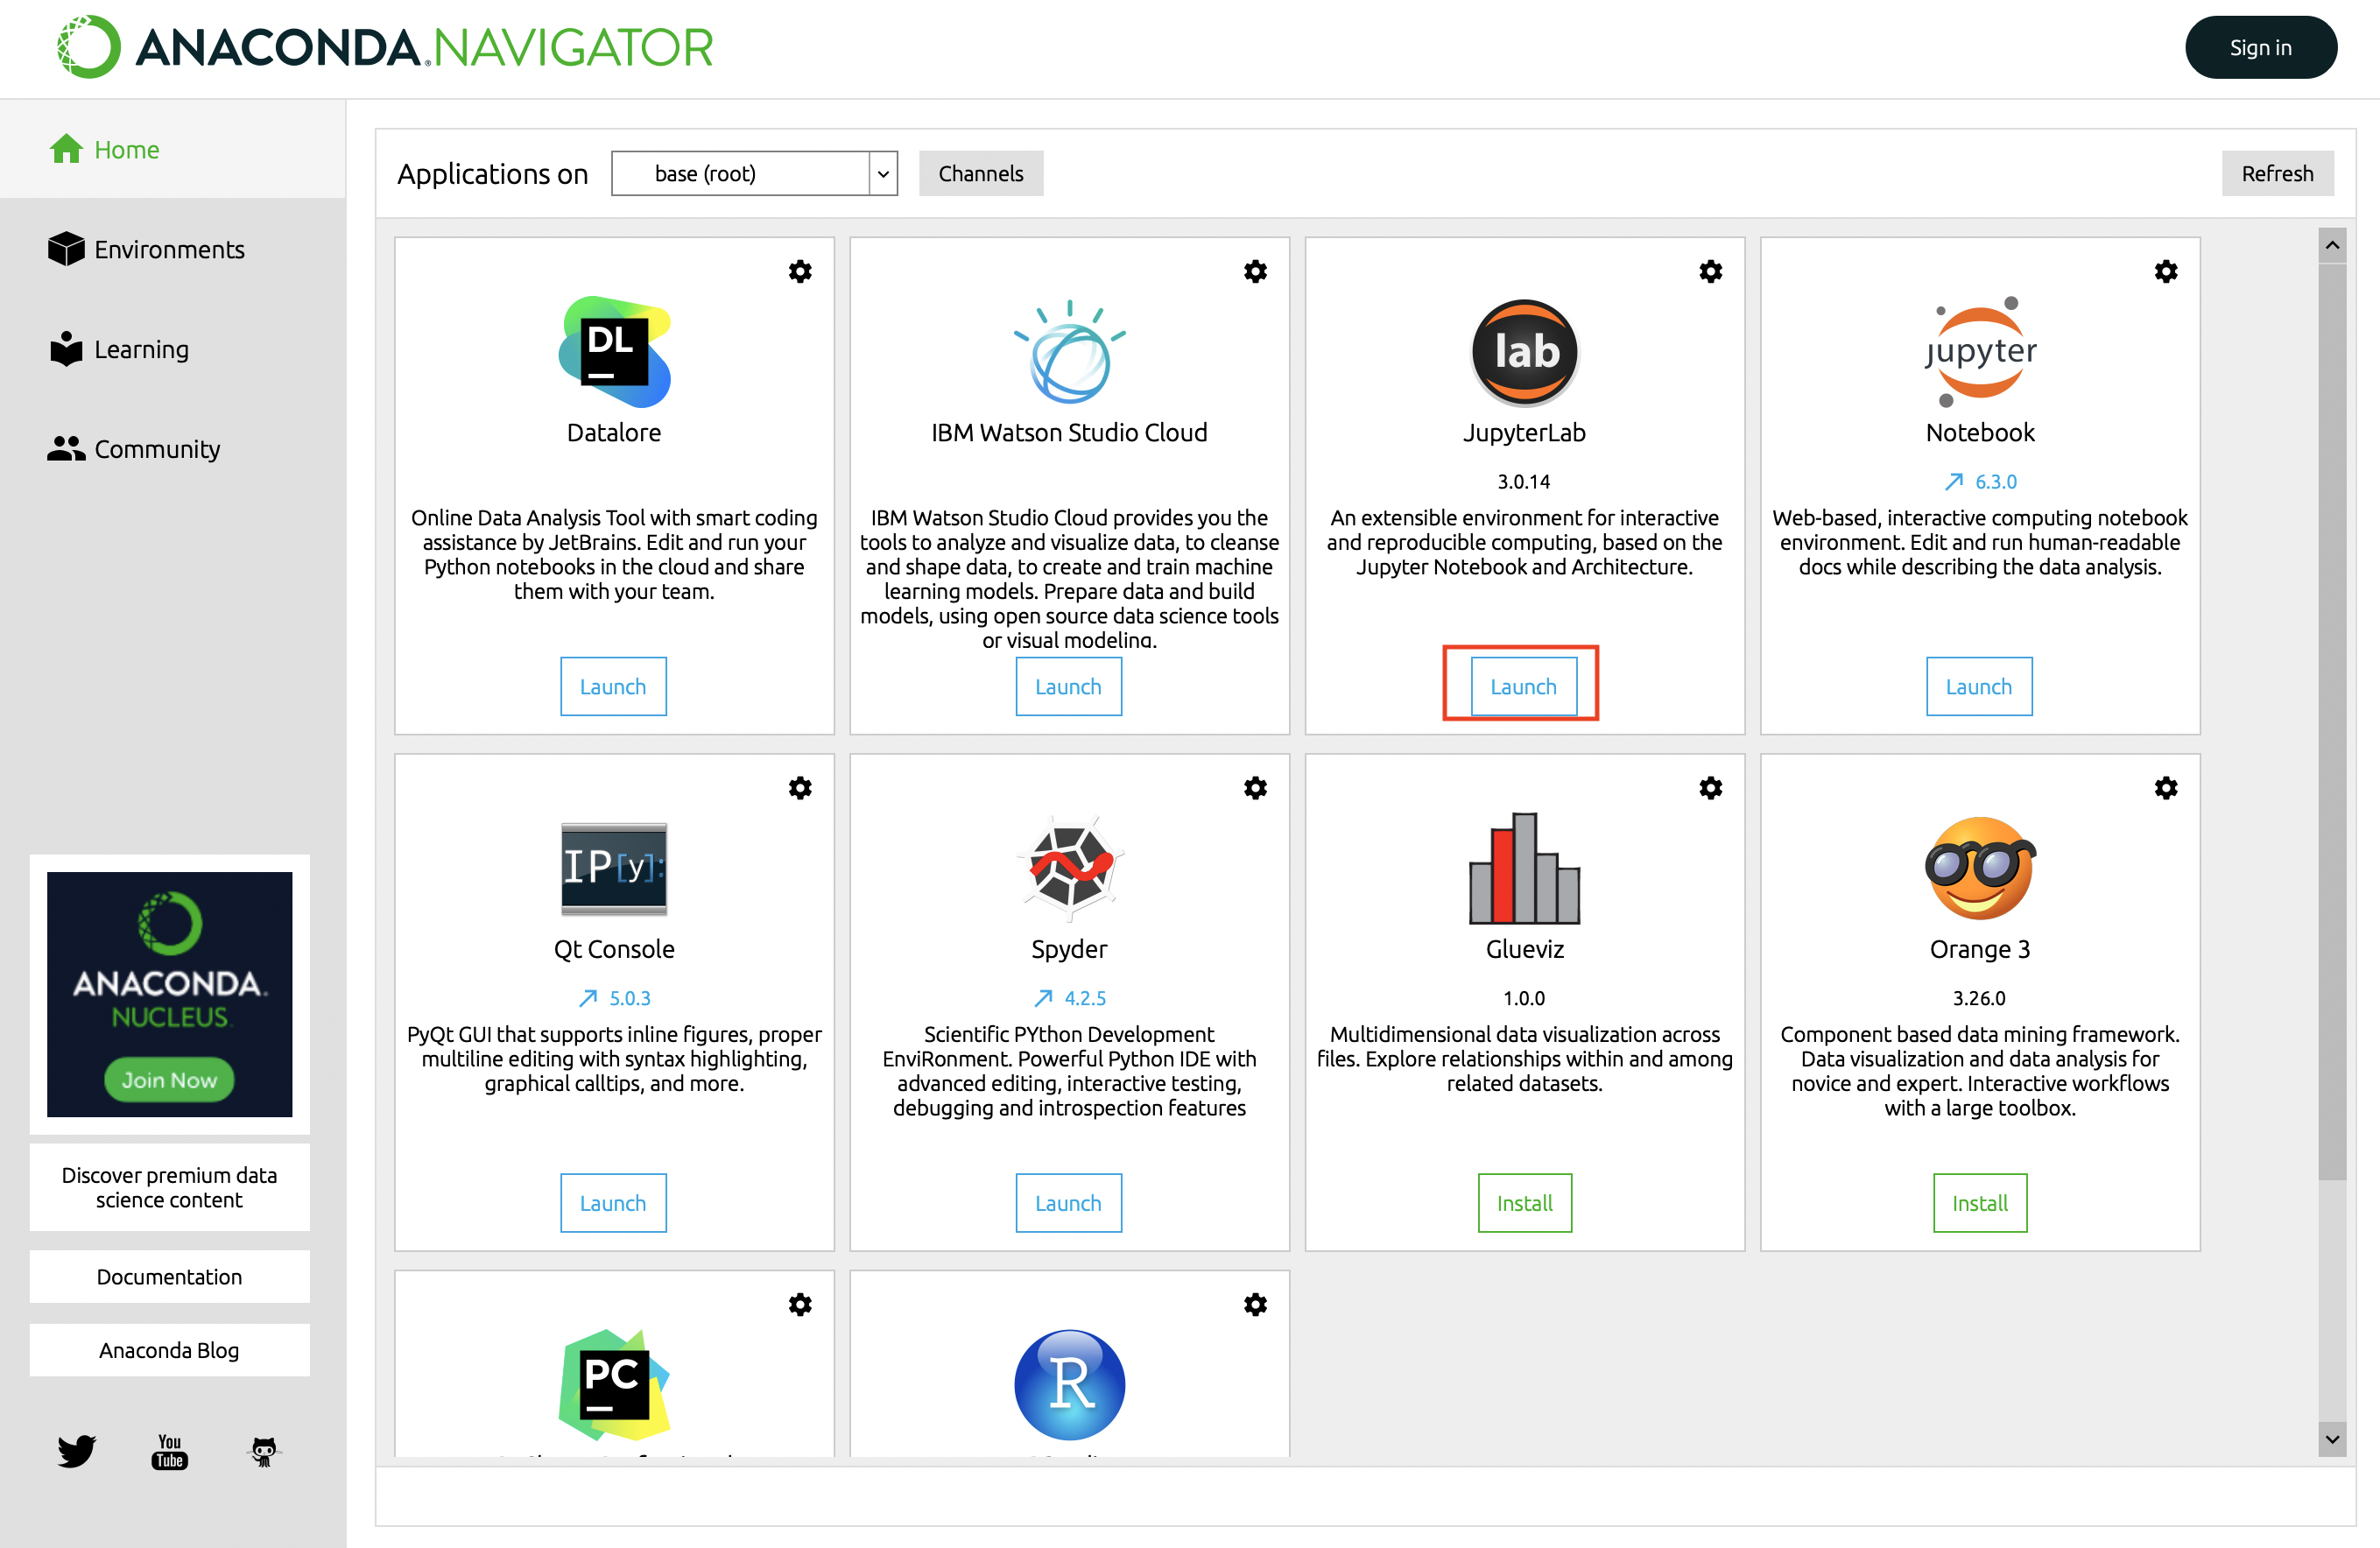 ANACONDA.NAVIGATOR
Sign in
Home
Environments
Learning
Community
ANACONDA.
NUCLEUS.
Join Now
Discover premium data
science content
Documentation
Anaconda Blog
You
Tube
Applications on
base (root)
Channels
Refresh
DL
Datalore
Online Data Analysis Tool with smart coding
assistance by JetBrains. Edit and run your
Python notebooks in the cloud and share
them with your team.
Launch
IBM Watson Studio Cloud
IBM Watson Studio Cloud provides you the
tools to analyze and visualize data, to cleanse
and shape data, to create and train machine
learning models. Prepare data and build
models, using open source data science tools
or visual modeling.
Launch
lab
JupyterLab
3.0.14
An extensible environment for interactive
and reproducible computing, based on the
Jupyter Notebook and Architecture.
Launch
jupyter
Notebook
6.3.0
Web-based, interactive computing notebook
environment. Edit and run human-readable
docs while describing the data analysis.
Launch
IP[y]:
Qt Console
5.0.3
PyQt GUI that supports inline figures, proper
multiline editing with syntax highlighting,
graphical calltips, and more.
Launch
Spyder
4.2.5
Scientific PYthon Development
EnviRonment. Powerful Python IDE with
advanced editing, interactive testing,
debugging and introspection features
Launch
Glueviz
1.0.0
Multidimensional data visualization across
files. Explore relationships within and among
related datasets.
Install
Orange 3
3.26.0
Component based data mining framework.
Data visualization and data analysis for
novice and expert. Interactive workflows
with a large toolbox.
Install
PC
R